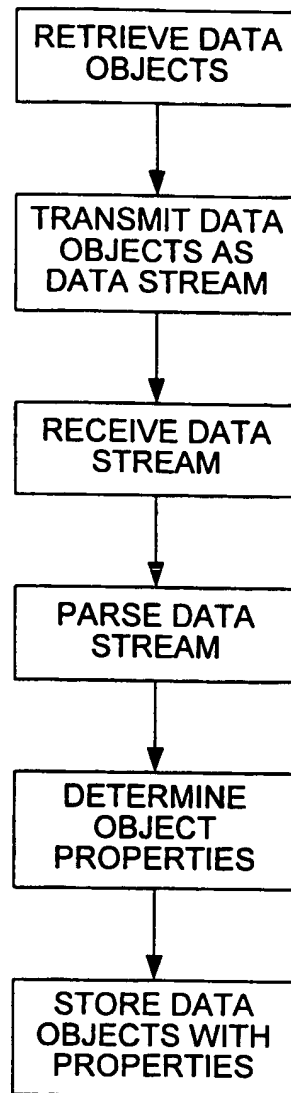 RETRIEVE DATA
OBJECTS
TRANSMIT DATA
OBJECTS AS
DATA STREAM
RECEIVE DATA
STREAM
PARSE DATA
STREAM
DETERMINE
OBJECT
PROPERTIES
STORE DATA
OBJECTS WITH
PROPERTIES